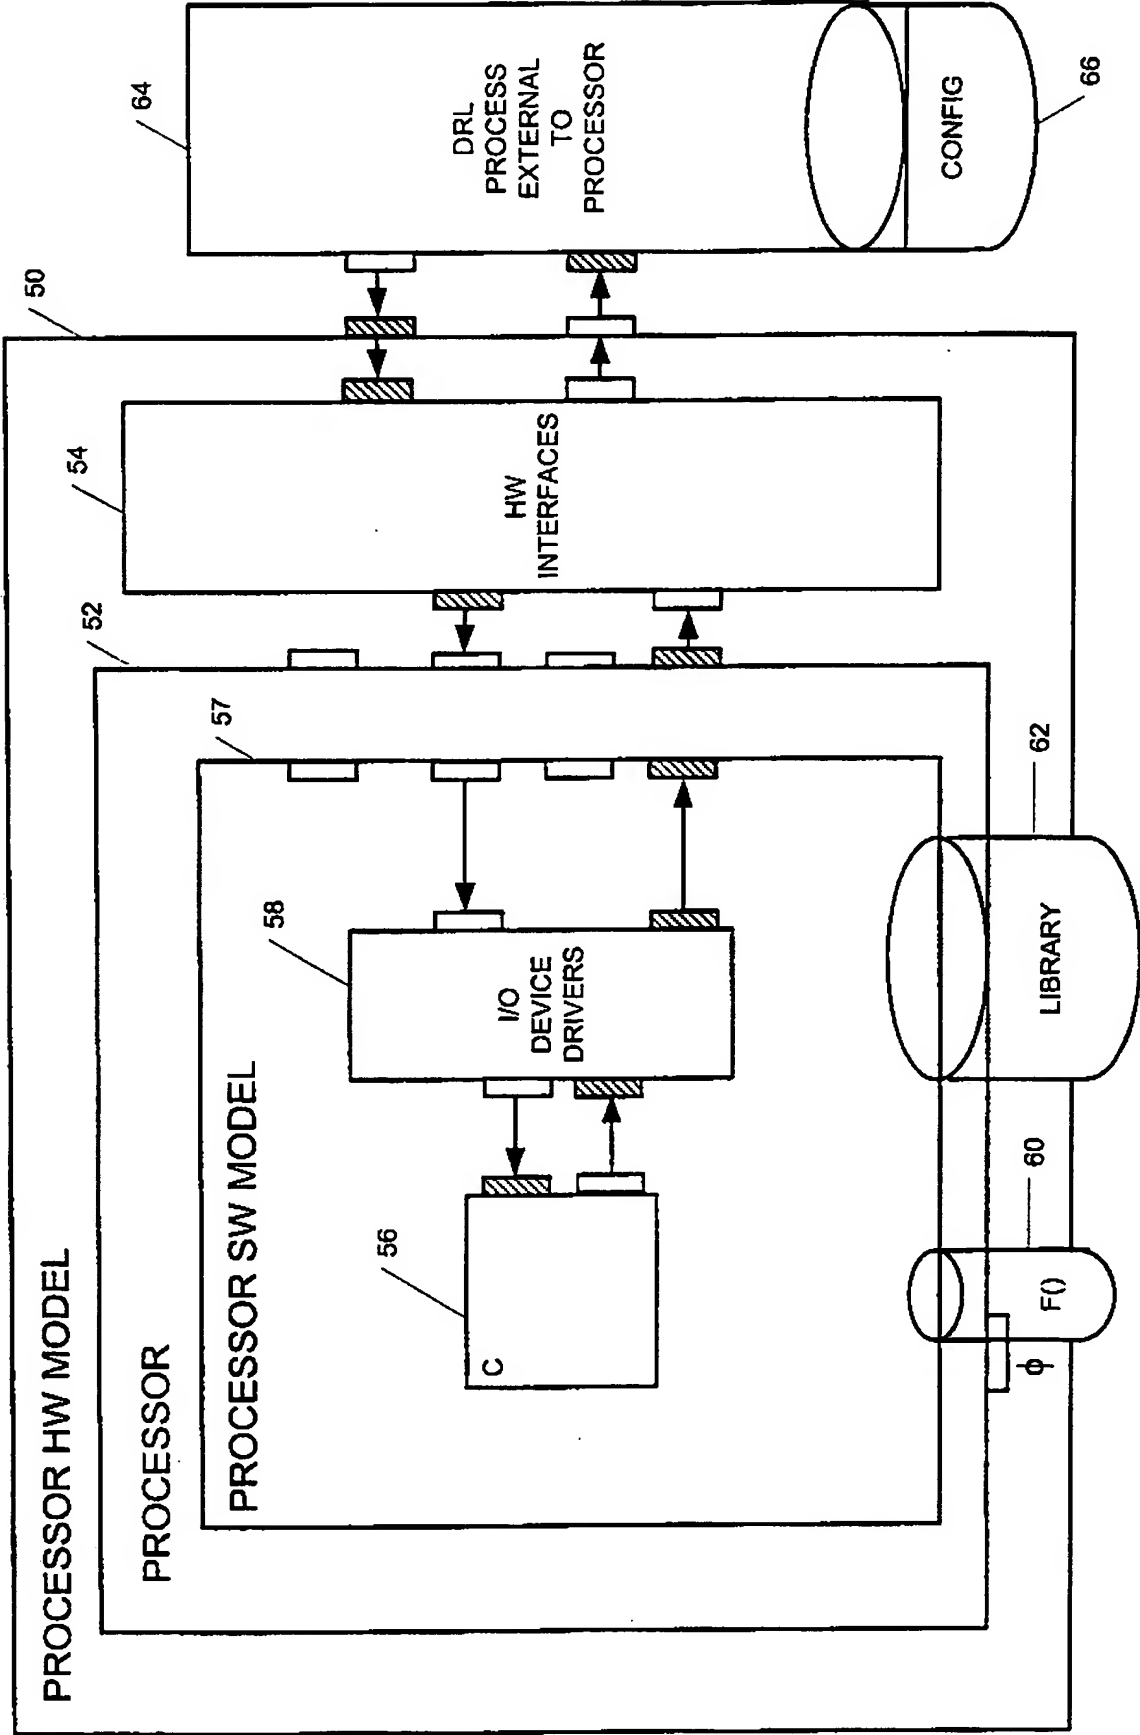 PROCESSOR HW MODEL
50
PROCESSOR
52
PROCESSOR SW MODEL
57
C
56
I/O
DEVICE
DRIVERS
58
HW
INTERFACES
54
DRL
PROCESS
EXTERNAL
TO
PROCESSOR
64
CONFIG
66
F()
60
LIBRARY
62
ϕ